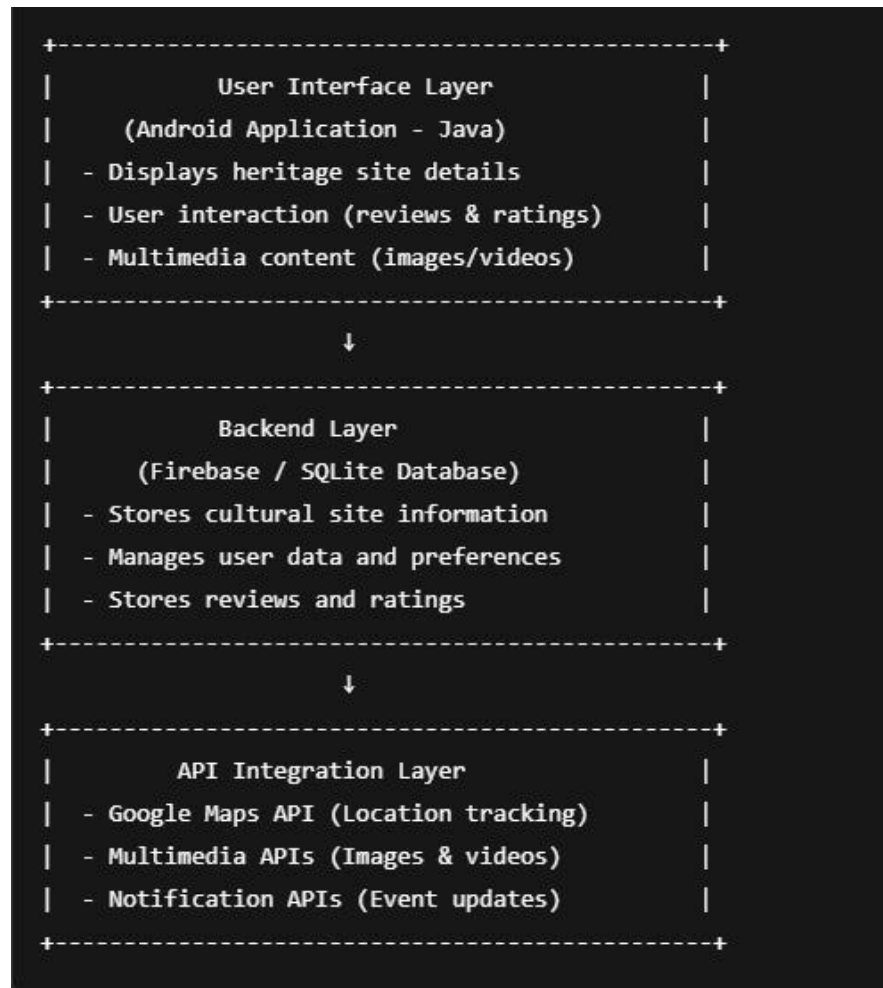 +------------------------------------------------+
|             User Interface Layer               |
|      (Android Application - Java)              |
|   - Displays heritage site details             |
|   - User interaction (reviews & ratings)       |
|   - Multimedia content (images/videos)         |
+------------------------------------------------+
                      ↓
+------------------------------------------------+
|             Backend Layer                      |
|       (Firebase / SQLite Database)             |
|   - Stores cultural site information           |
|   - Manages user data and preferences          |
|   - Stores reviews and ratings                 |
+------------------------------------------------+
                      ↓
+------------------------------------------------+
|          API Integration Layer                 |
|   - Google Maps API (Location tracking)        |
|   - Multimedia APIs (Images & videos)          |
|   - Notification APIs (Event updates)          |
+------------------------------------------------+